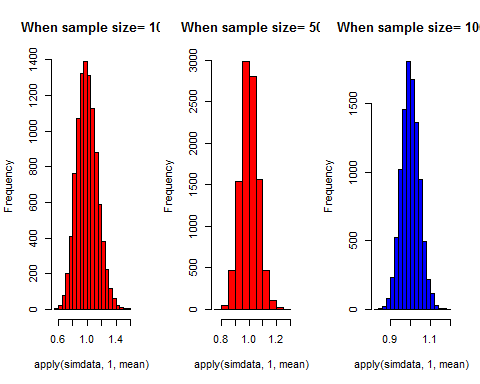 When sample size= 10
Frequency
0 200 400 600 800 1000 1200 1400
0.6 1.0 1.4
apply(simdata, 1, mean)
When sample size= 50
Frequency
0 500 1000 1500 2000 2500 3000
0.8 1.0 1.2
apply(simdata, 1, mean)
When sample size= 100
Frequency
0 500 1000 1500
0.9 1.1
apply(simdata, 1, mean)